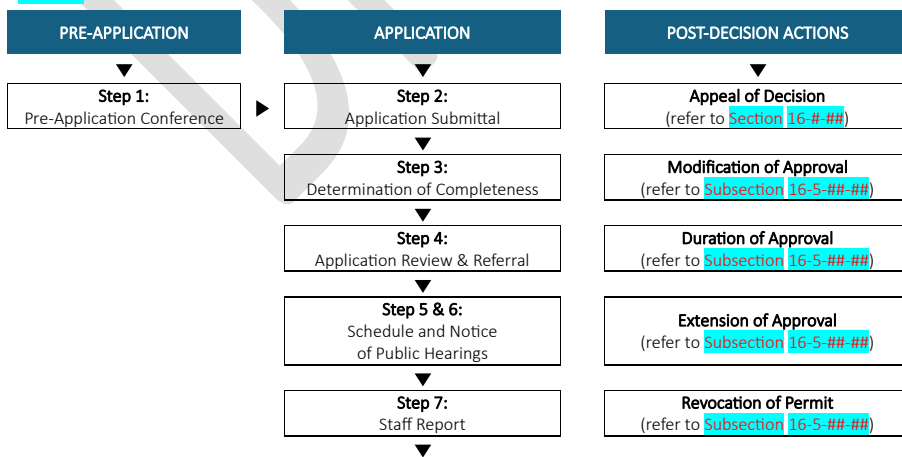 PRE-APPLICATION
Step 1:
Pre-Application Conference
APPLICATION
Step 2:
Application Submittal
Step 3:
Determination of Completeness
Step 4:
Application Review & Referral
Step 5 & 6:
Schedule and Notice
of Public Hearings
Step 7:
Staff Report
POST-DECISION ACTIONS
Appeal of Decision
(refer to Section 16-#-##)
Modification of Approval
(refer to Subsection 16-5-##-##)
Duration of Approval
(refer to Subsection 16-5-##-##)
Extension of Approval
(refer to Subsection 16-5-##-##)
Revocation of Permit
(refer to Subsection 16-5-##-##)